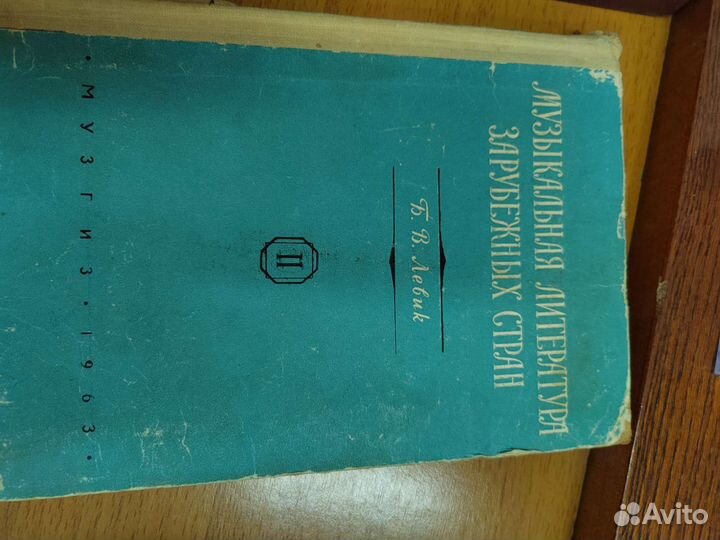 МУЗЫКАЛЬНАЯ ЛИТЕРАТУРА
ЗАРУБЕЖНЫХ СТРАН
Б. В. Левик
II
• МУЗГИЗ • 1963 •
Avito